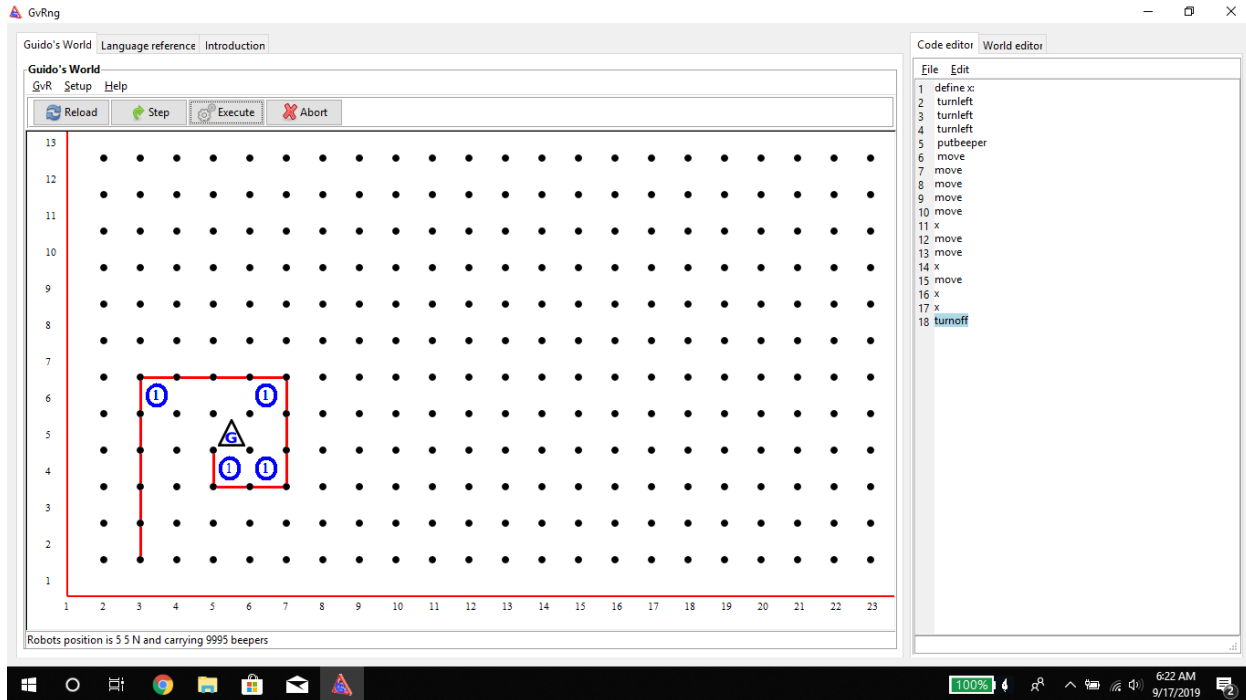 GvRng
Guido's World Language reference Introduction
Guido's World
GvR Setup Help
Reload Step Execute Abort
13
12
11
10
9
8
7
6
5
4
3
2
1
1 1
G
1 1
1 2 3 4 5 6 7 8 9 10 11 12 13 14 15 16 17 18 19 20 21 22 23
Robots position is 5 5 N and carrying 9995 beepers
Code editor World editor
File Edit
1 define x:
2 turnleft
3 turnleft
4 turnleft
5 putbeeper
6 move
7 move
8 move
9 move
10 move
11 x
12 move
13 move
14 x
15 move
16 x
17 x
18 turnoff
100% 6:22 AM
9/17/2019 2